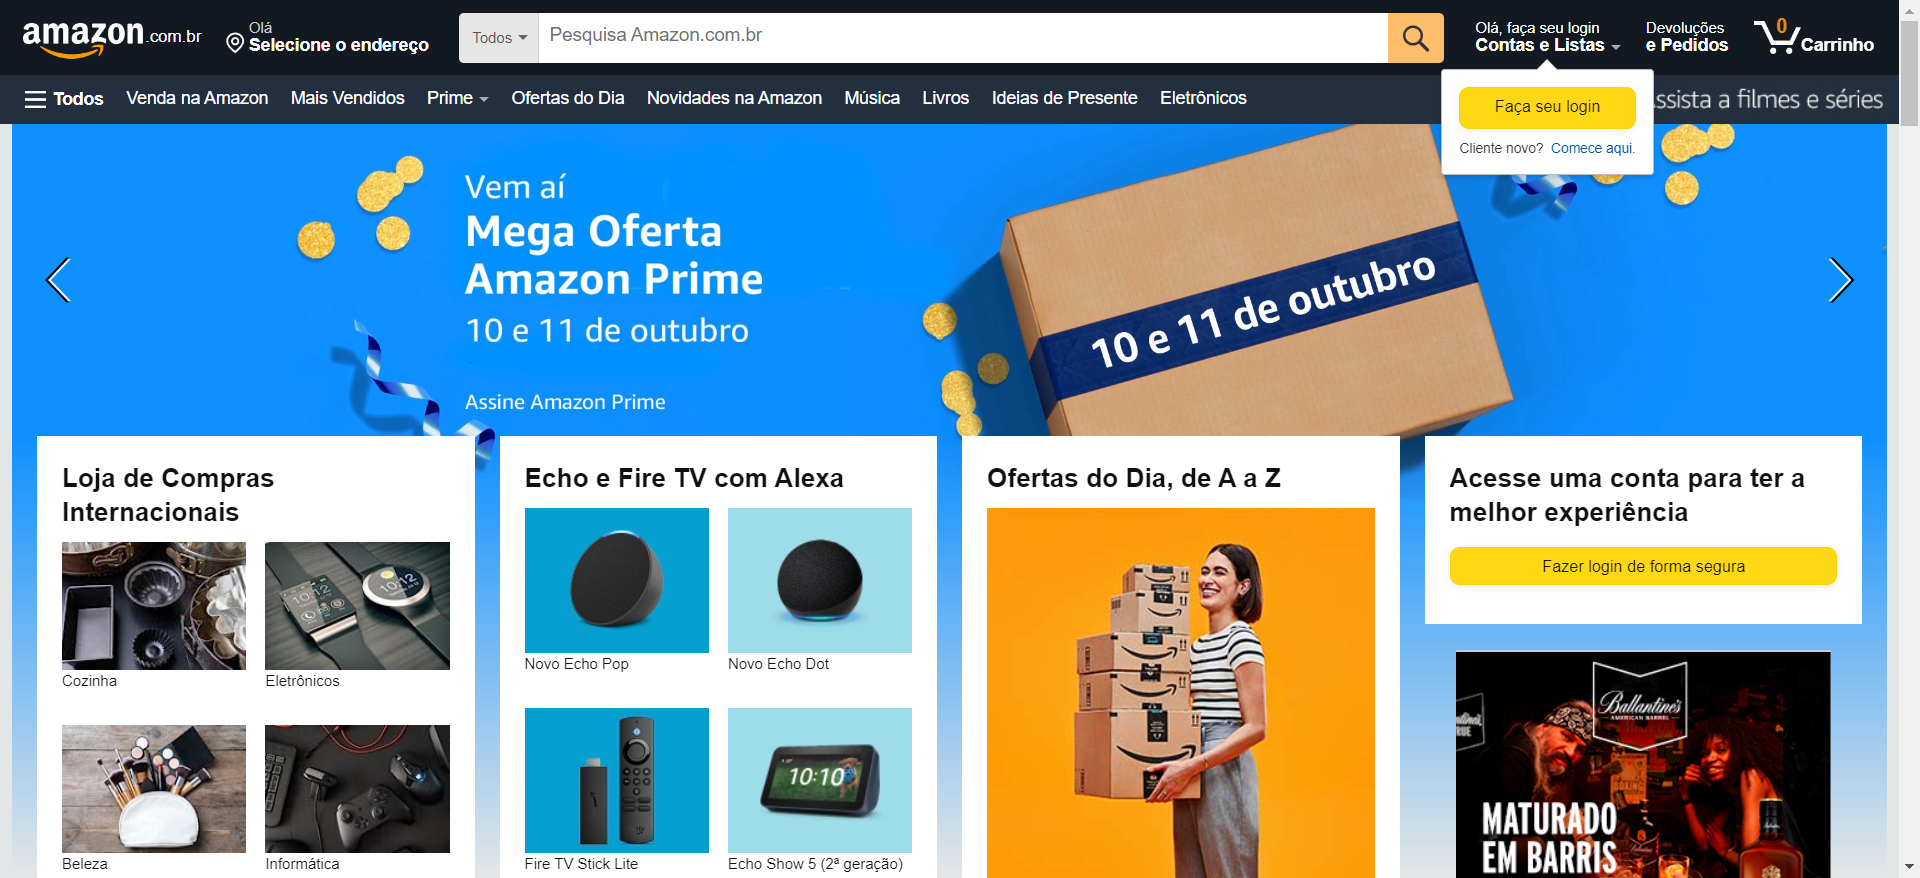 amazon.com.br
Olá
Selecione o endereço
Todos
Pesquisa Amazon.com.br
Olá, faça seu login
Contas e Listas
Devoluções
e Pedidos
0
Carrinho
Todos
Venda na Amazon
Mais Vendidos
Prime
Ofertas do Dia
Novidades na Amazon
Música
Livros
Ideias de Presente
Eletrônicos
ssista a filmes e séries
Faça seu login
Cliente novo? Comece aqui.
Vem aí
Mega Oferta
Amazon Prime
10 e 11 de outubro
Assine Amazon Prime
10 e 11 de outubro
Loja de Compras
Internacionais
Cozinha
Eletrônicos
Beleza
Informática
Echo e Fire TV com Alexa
Novo Echo Pop
Novo Echo Dot
Fire TV Stick Lite
10:10
Echo Show 5 (2ª geração)
Ofertas do Dia, de A a Z
Acesse uma conta para ter a
melhor experiência
Fazer login de forma segura
Ballantine's
AMERICAN BARREL
MATURADO
EM BARRIS